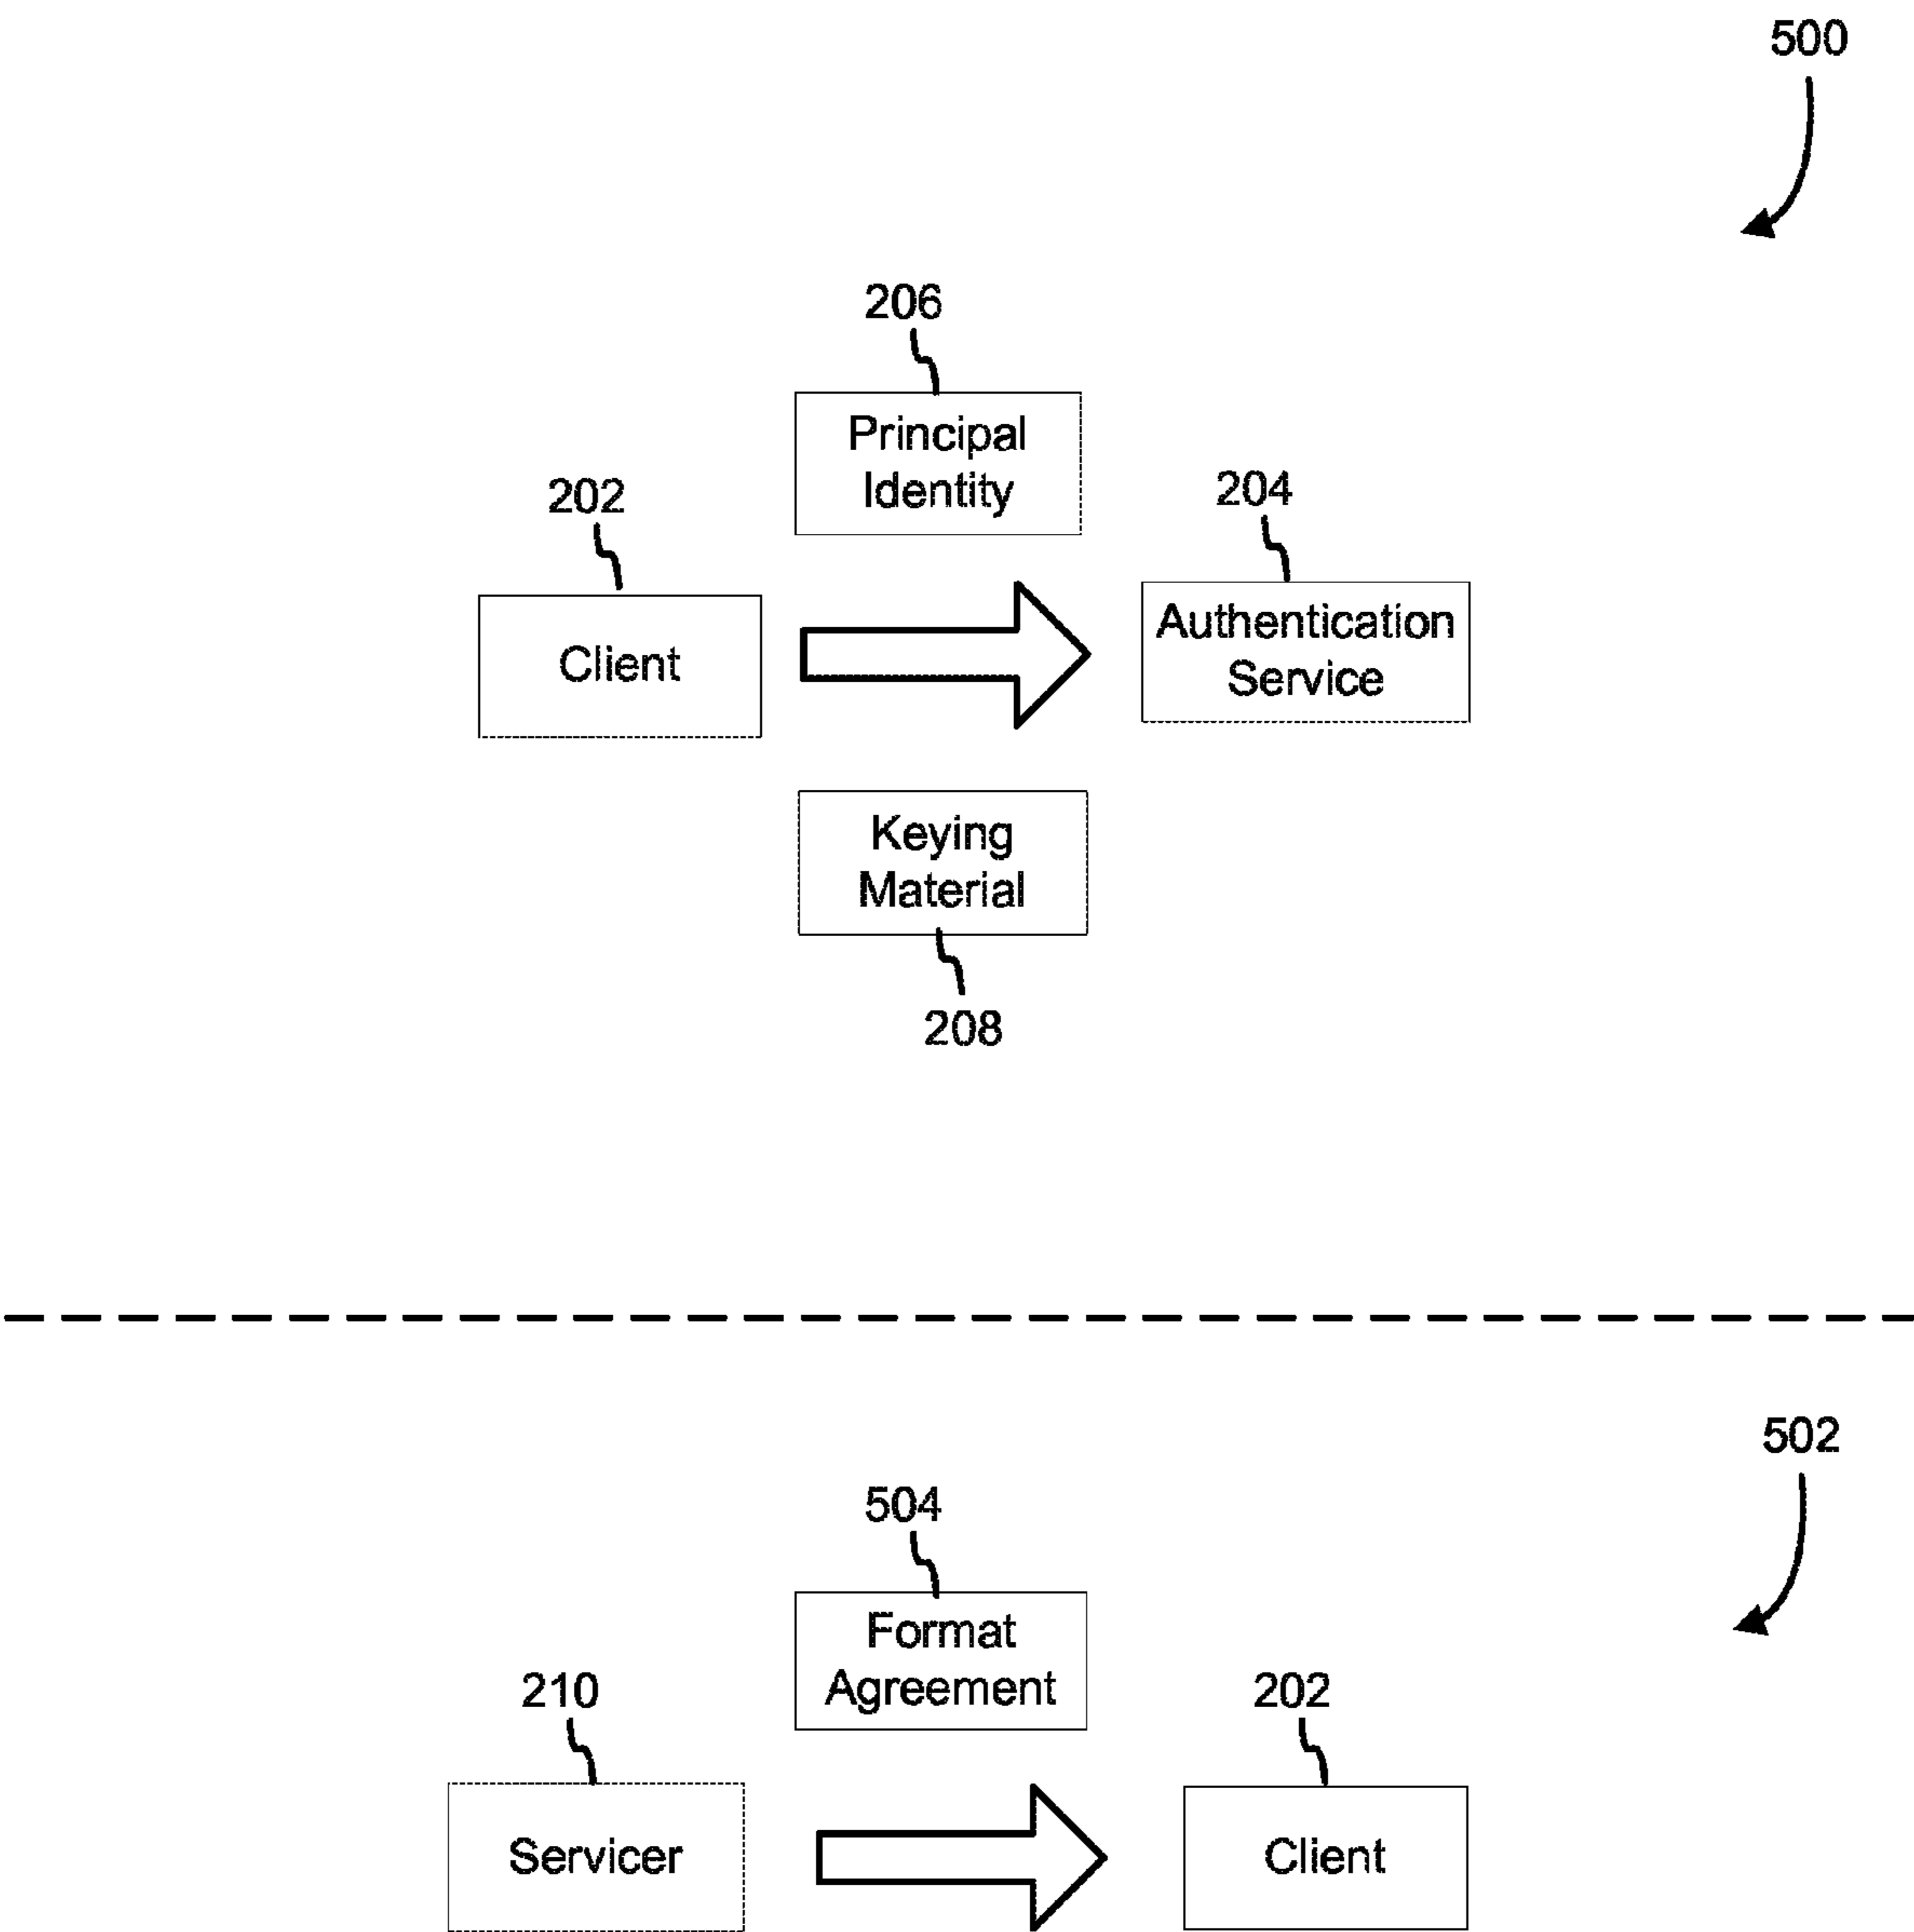 500
206
Principal
Identity
202
204
Client
Authentication
Service
Keying
Material
208
502
504
Format
Agreement
210
202
Servicer
Client